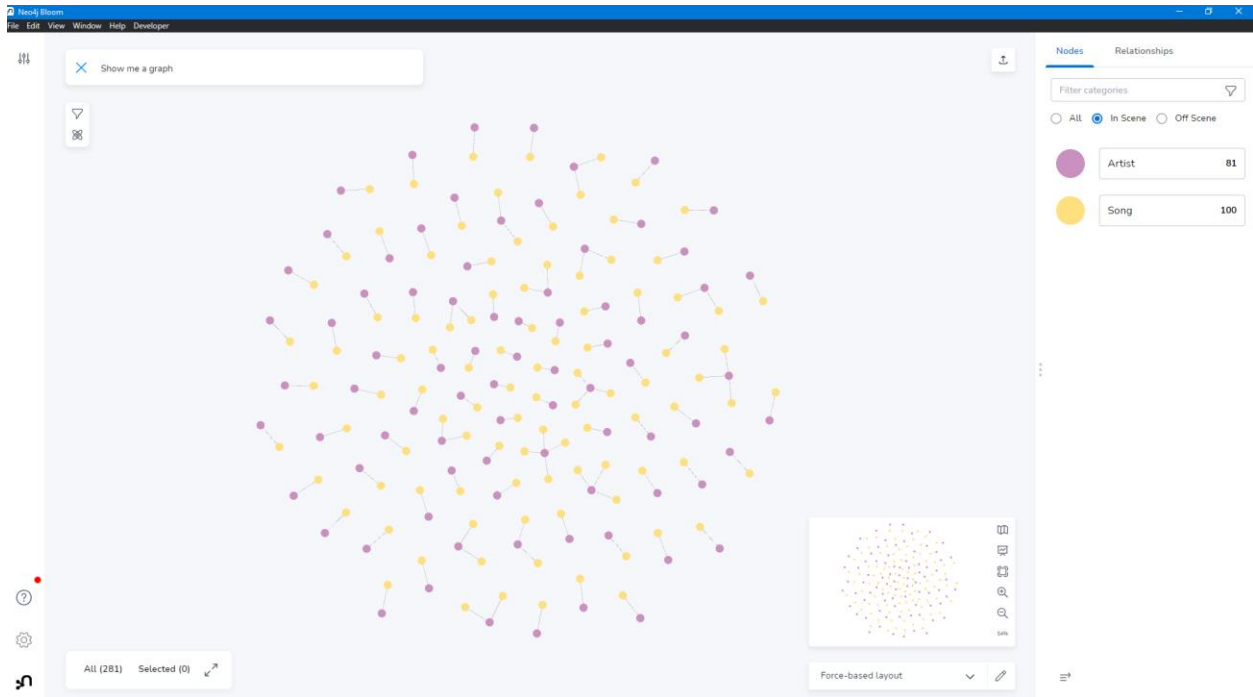 Neo4j Bloom
File Edit View Window Help Developer
Show me a graph
Nodes Relationships
Filter categories
All In Scene Off Scene
Artist 81
Song 100
54%
All (281) Selected (0)
Force-based layout